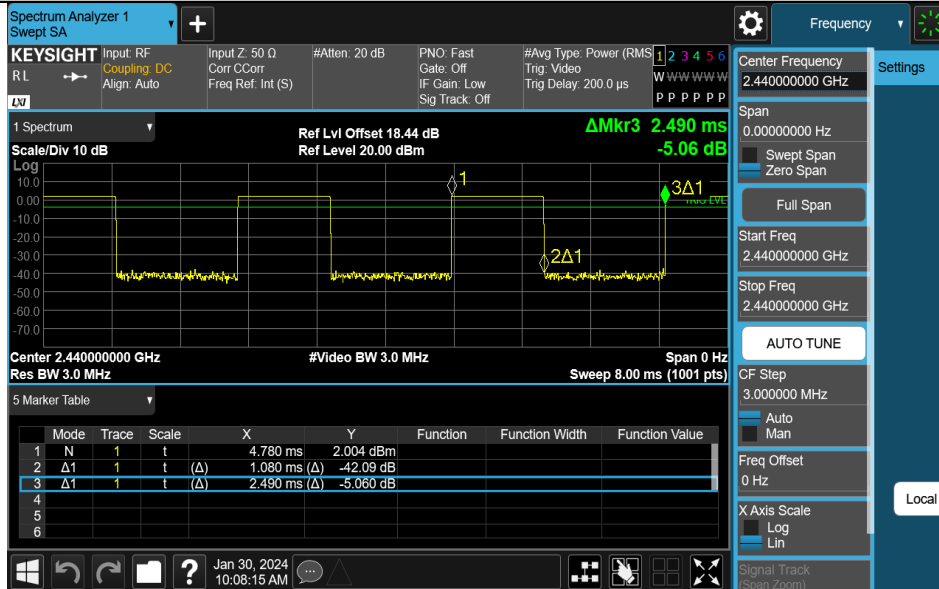 Spectrum Analyzer 1
Swept SA
+
Frequency
KEYSIGHT
R L
LXI
Input: RF
Coupling: DC
Align: Auto
Input Z: 50 Ω
Corr CCorr
Freq Ref: Int (S)
#Atten: 20 dB
PNO: Fast
Gate: Off
IF Gain: Low
Sig Track: Off
#Avg Type: Power (RMS
Trig: Video
Trig Delay: 200.0 µs
1 2 3 4 5 6
W W W W W W
P P P P P P
1 Spectrum
Scale/Div 10 dB
Ref Lvl Offset 18.44 dB
Ref Level 20.00 dBm
ΔMkr3 2.490 ms
-5.06 dB
Log
10.0
0.00
-10.0
-20.0
-30.0
-40.0
-50.0
-60.0
-70.0
1
2Δ1
3Δ1
TRIG LVL
Center 2.440000000 GHz
Res BW 3.0 MHz
#Video BW 3.0 MHz
Span 0 Hz
Sweep 8.00 ms (1001 pts)
5 Marker Table
Mode Trace Scale X Y Function Function Width Function Value
1 N 1 t 4.780 ms 2.004 dBm
2 Δ1 1 t (Δ) 1.080 ms (Δ) -42.09 dB
3 Δ1 1 t (Δ) 2.490 ms (Δ) -5.060 dB
4
5
6
?
Jan 30, 2024
10:08:15 AM
Center Frequency
2.440000000 GHz
Span
0.00000000 Hz
Swept Span
Zero Span
Full Span
Start Freq
2.440000000 GHz
Stop Freq
2.440000000 GHz
AUTO TUNE
CF Step
3.000000 MHz
Auto
Man
Freq Offset
0 Hz
X Axis Scale
Log
Lin
Signal Track
(Span Zoom)
Settings
Local